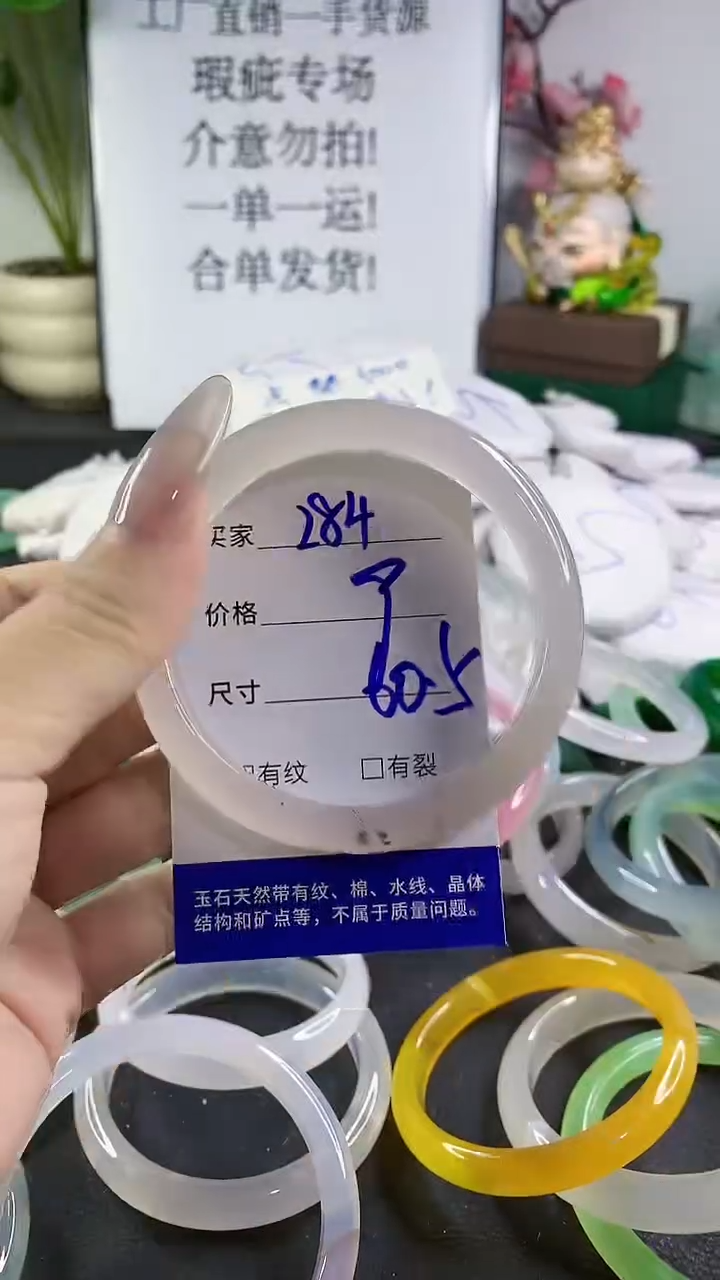 工厂直销一手货源
瑕疵专场
介意勿拍!
一单一运!
合单发货!
买家 284
价格
尺寸 60.5
有纹 □有裂
玉石天然带有纹、棉、水线、晶体
结构和矿点等，不属于质量问题。